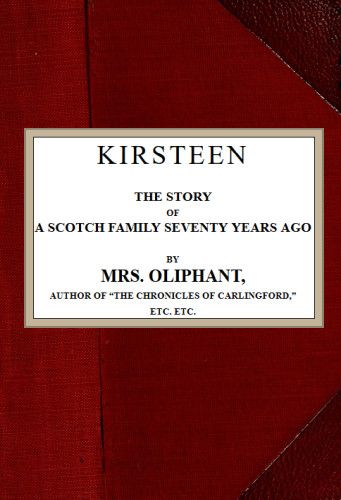 KIRSTEEN
THE STORY
OF
A SCOTCH FAMILY SEVENTY YEARS AGO
BY
MRS. OLIPHANT,
AUTHOR OF “THE CHRONICLES OF CARLINGFORD,”
ETC. ETC.